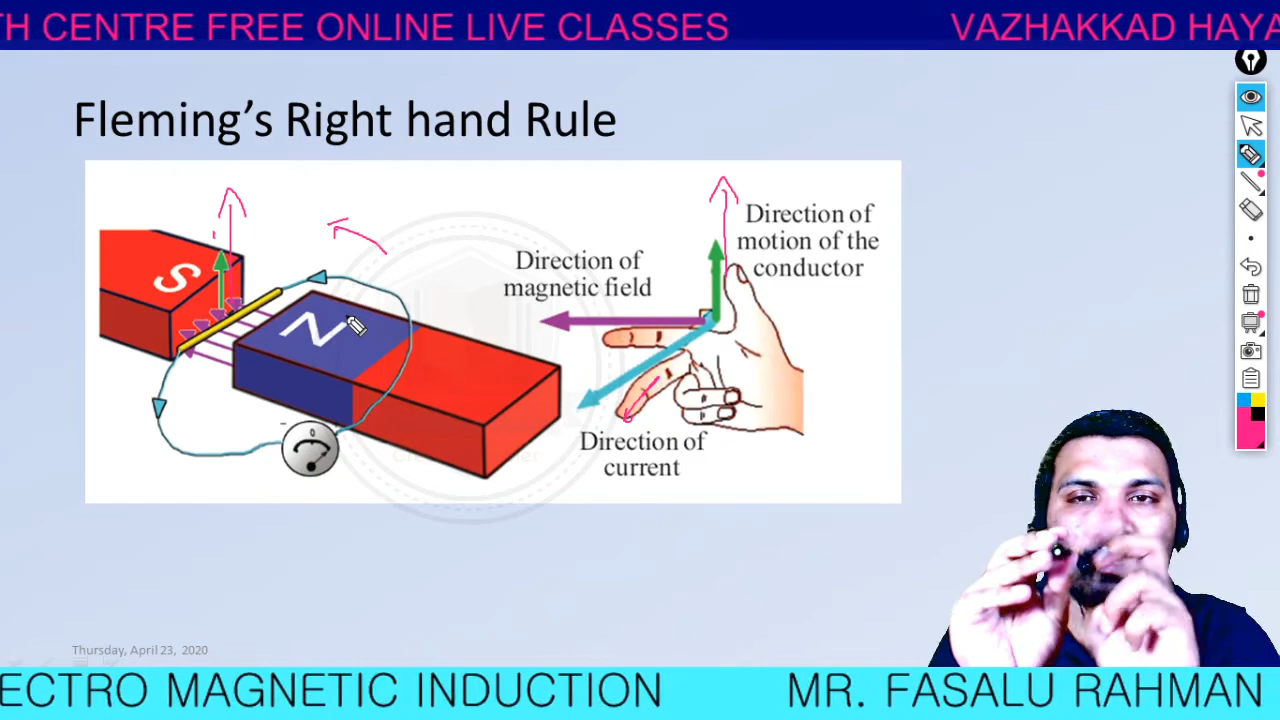 TH CENTRE FREE ONLINE LIVE CLASSES VAZHAKKAD HAYA
Fleming's Right hand Rule
S
N
Direction of
magnetic field
Direction of
motion of the
conductor
Direction of
current
- 0
Thursday, April 23, 2020
ECTRO MAGNETIC INDUCTION MR. FASALU RAHMAN